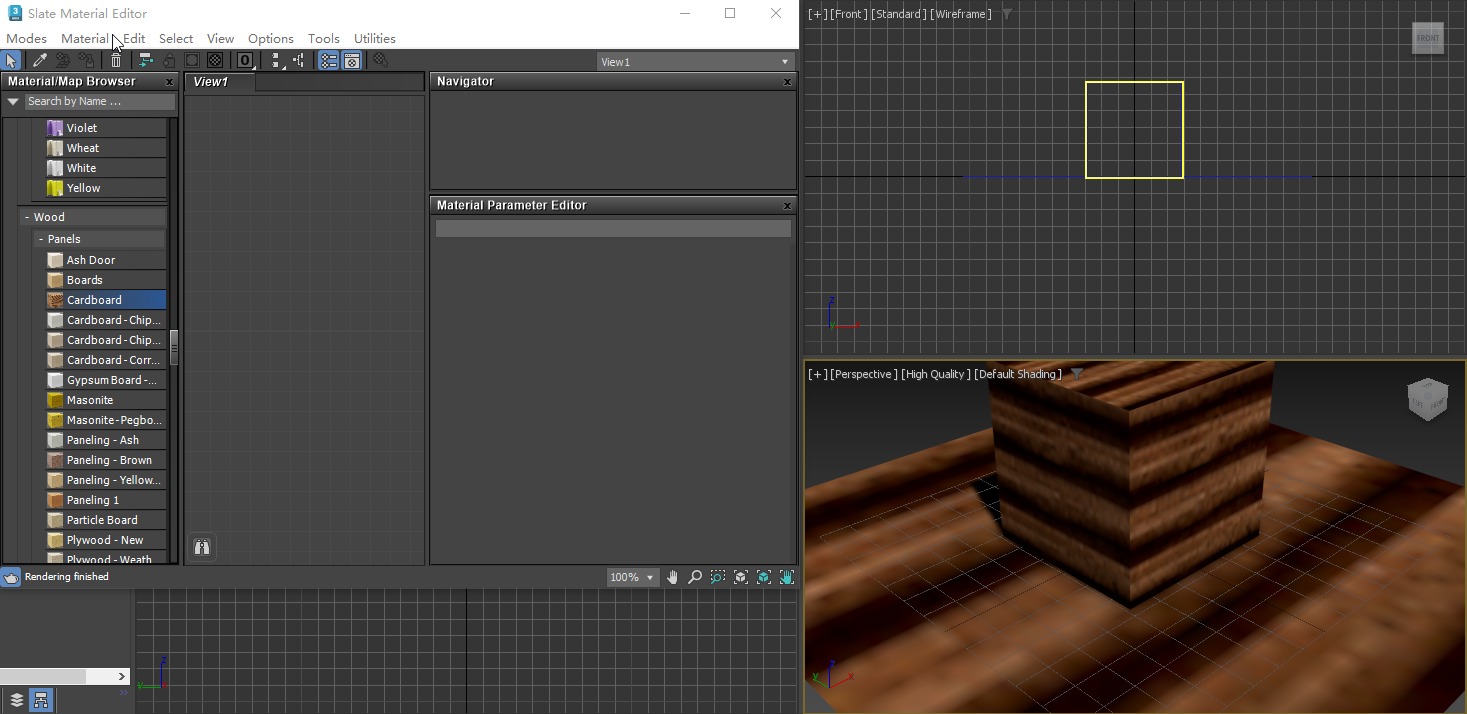 Slate Material Editor
Modes Material Edit Select View Options Tools Utilities
View1
Material/Map Browser
Search by Name ...
Violet
Wheat
White
Yellow
- Wood
- Panels
Ash Door
Boards
Cardboard
Cardboard - Chip...
Cardboard - Chip...
Cardboard - Corr...
Gypsum Board -...
Masonite
Masonite-Pegbo...
Paneling - Ash
Paneling - Brown
Paneling - Yellow...
Paneling 1
Particle Board
Plywood - New
Plywood - Weath
View1
Navigator
Material Parameter Editor
Rendering finished
100%
z
y
[+] [Front ] [Standard ] [Wireframe ]
FRONT
z
y
x
[+] [Perspective ] [High Quality ] [Default Shading ]
FRONT
z
y
x